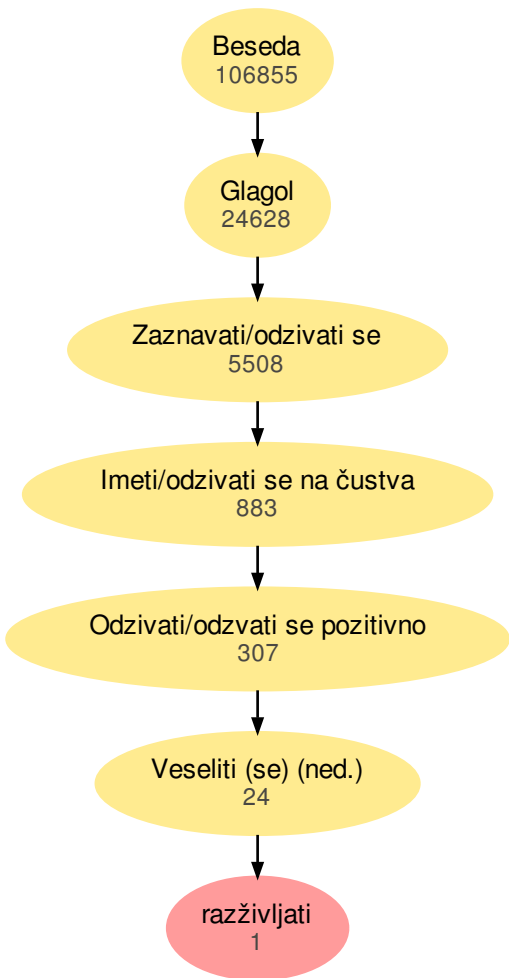 Beseda
106855
Glagol
24628
Zaznavati/odzivati se
5508
Imeti/odzivati se na čustva
883
Odzivati/odzvati se pozitivno
307
Veseliti (se) (ned.)
24
razživljati
1